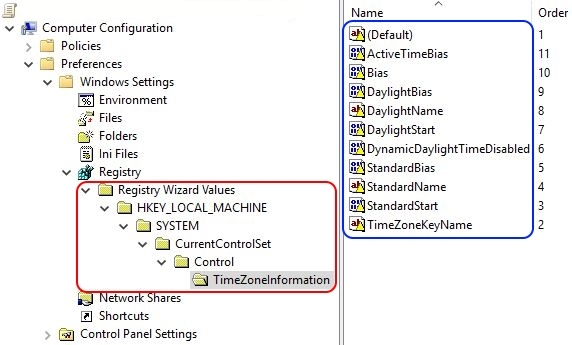 Computer Configuration
Policies
Preferences
Windows Settings
Environment
Files
Folders
Ini Files
Registry
Registry Wizard Values
HKEY_LOCAL_MACHINE
SYSTEM
CurrentControlSet
Control
TimeZoneInformation
Network Shares
Shortcuts
Control Panel Settings
Name Order
(Default) 1
ActiveTimeBias 11
Bias 10
DaylightBias 9
DaylightName 8
DaylightStart 7
DynamicDaylightTimeDisabled 6
StandardBias 5
StandardName 4
StandardStart 3
TimeZoneKeyName 2